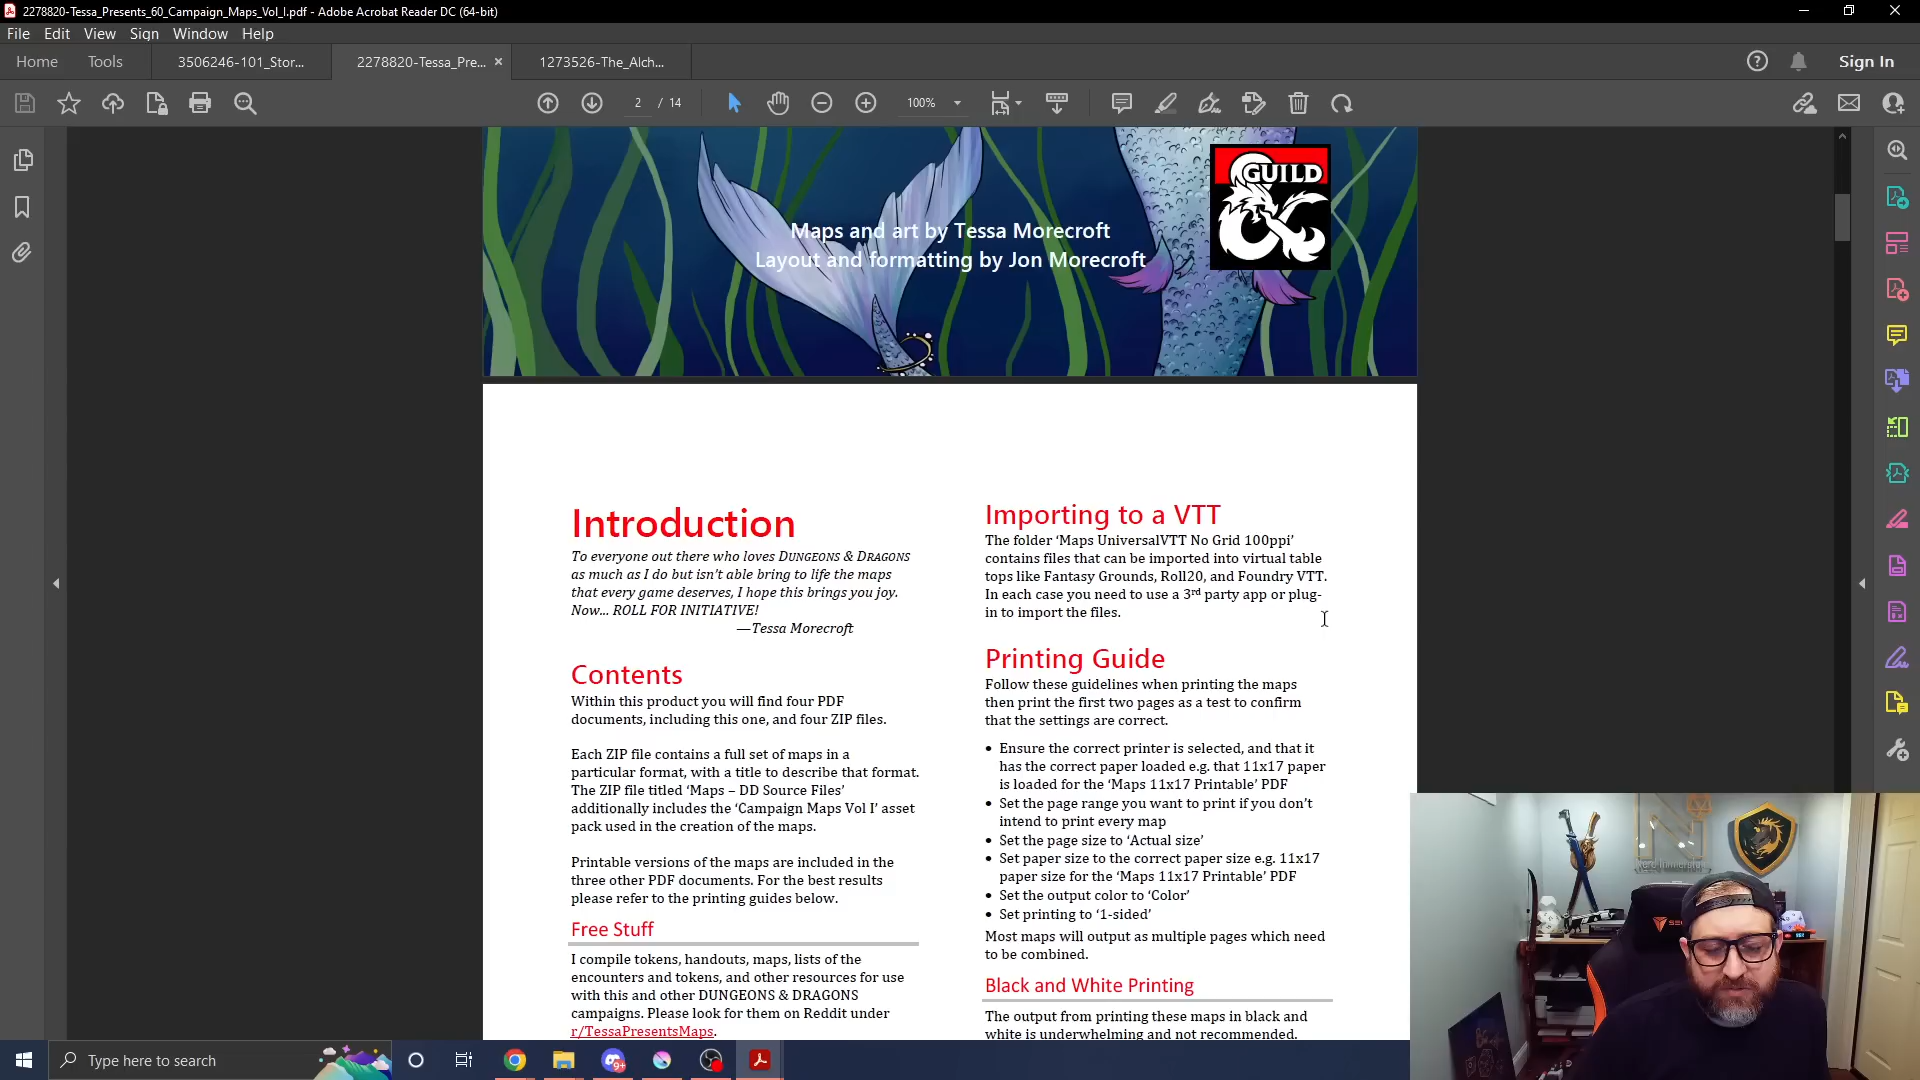 2278820-Tessa_Presents_60_Campaign_Maps_Vol_I.pdf - Adobe Acrobat Reader DC (64-bit)
File Edit View Sign Window Help
Home Tools 3506246-101_Stor... 2278820-Tessa_Pre... 1273526-The_Alch... Sign In
2 / 14 100%
GUILD
Maps and art by Tessa Morecroft
Layout and formatting by Jon Morecroft
Introduction
To everyone out there who loves DUNGEONS & DRAGONS
as much as I do but isn't able bring to life the maps
that every game deserves, I hope this brings you joy.
Now... ROLL FOR INITIATIVE!
—Tessa Morecroft
Contents
Within this product you will find four PDF
documents, including this one, and four ZIP files.
Each ZIP file contains a full set of maps in a
particular format, with a title to describe that format.
The ZIP file titled ‘Maps – DD Source Files’
additionally includes the ‘Campaign Maps Vol I’ asset
pack used in the creation of the maps.
Printable versions of the maps are included in the
three other PDF documents. For the best results
please refer to the printing guides below.
Free Stuff
I compile tokens, handouts, maps, lists of the
encounters and tokens, and other resources for use
with this and other DUNGEONS & DRAGONS
campaigns. Please look for them on Reddit under
r/TessaPresentsMaps.
Importing to a VTT
The folder ‘Maps UniversalVTT No Grid 100ppi’
contains files that can be imported into virtual table
tops like Fantasy Grounds, Roll20, and Foundry VTT.
In each case you need to use a 3rd party app or plug-
in to import the files.
Printing Guide
Follow these guidelines when printing the maps
then print the first two pages as a test to confirm
that the settings are correct.
• Ensure the correct printer is selected, and that it
has the correct paper loaded e.g. that 11x17 paper
is loaded for the ‘Maps 11x17 Printable’ PDF
• Set the page range you want to print if you don't
intend to print every map
• Set the page size to ‘Actual size’
• Set paper size to the correct paper size e.g. 11x17
paper size for the ‘Maps 11x17 Printable’ PDF
• Set the output color to ‘Color’
• Set printing to ‘1-sided’
Most maps will output as multiple pages which need
to be combined.
Black and White Printing
The output from printing these maps in black and
white is underwhelming and not recommended.
Type here to search
9+